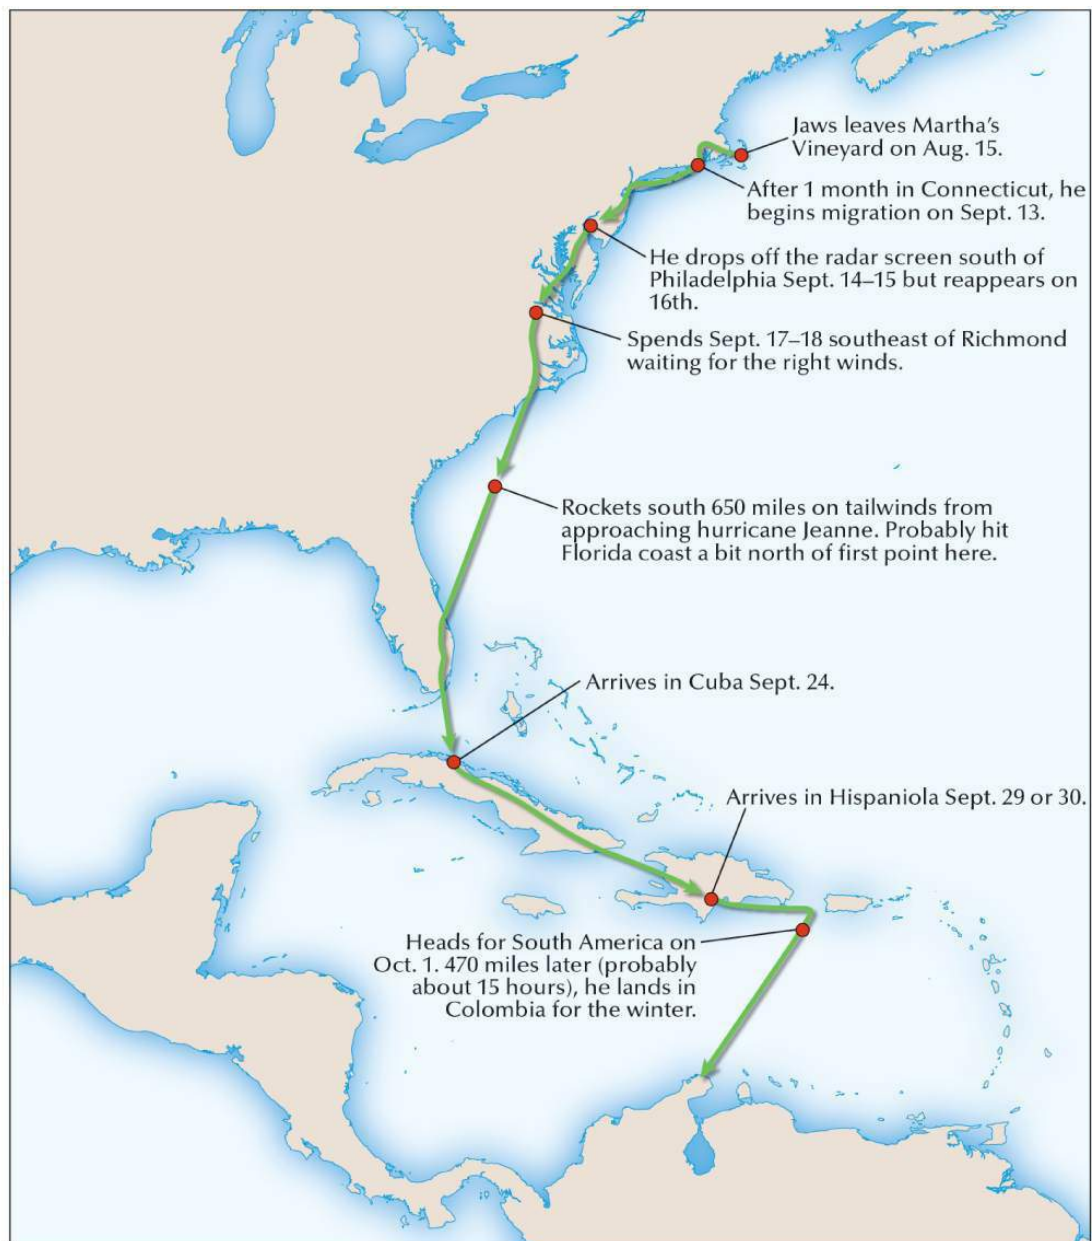 Jaws leaves Martha's
Vineyard on Aug. 15.
After 1 month in Connecticut, he
begins migration on Sept. 13.
He drops off the radar screen south of
Philadelphia Sept. 14–15 but reappears on
16th.
Spends Sept. 17–18 southeast of Richmond
waiting for the right winds.
Rockets south 650 miles on tailwinds from
approaching hurricane Jeanne. Probably hit
Florida coast a bit north of first point here.
Arrives in Cuba Sept. 24.
Arrives in Hispaniola Sept. 29 or 30.
Heads for South America on
Oct. 1. 470 miles later (probably
about 15 hours), he lands in
Colombia for the winter.